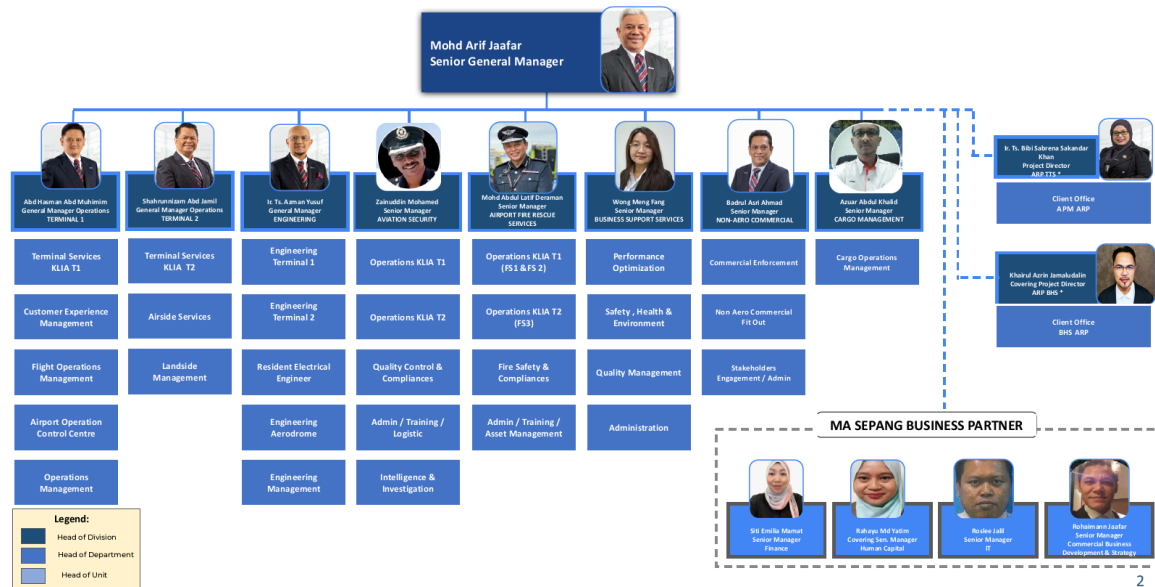 Mohd Arif Jaafar
Senior General Manager
Abd Hasman Abd Muhimim
General Manager Operations
TERMINAL 1
Shahrunnizam Abd Jamil
General Manager Operations
TERMINAL 2
Ir. Ts. Azman Yusuf
General Manager
ENGINEERING
Zainuddin Mohamed
Senior Manager
AVIATION SECURITY
Mohd Abdul Latif Deraman
Senior Manager
AIRPORT FIRE RESCUE
SERVICES
Wong Meng Fang
Senior Manager
BUSINESS SUPPORT SERVICES
Badrul Asri Ahmad
Senior Manager
NON-AERO COMMERCIAL
Azuar Abdul Khalid
Senior Manager
CARGO MANAGEMENT
Ir. Ts. Bibi Sabrena Sakandar
Khan
Project Director
ARP TTS *
Client Office
APM ARP
Khairul Azrin Jamaludalin
Covering Project Director
ARP BHS *
Client Office
BHS ARP
Terminal Services
KLIA T1
Customer Experience
Management
Flight Operations
Management
Airport Operation
Control Centre
Operations
Management
Terminal Services
KLIA T2
Airside Services
Landside
Management
Engineering
Terminal 1
Engineering
Terminal 2
Resident Electrical
Engineer
Engineering
Aerodrome
Engineering
Management
Operations KLIA T1
Operations KLIA T2
Quality Control &
Compliances
Admin / Training /
Logistic
Intelligence &
Investigation
Operations KLIA T1
(FS1 &FS 2)
Operations KLIA T2
(FS3)
Fire Safety &
Compliances
Admin / Training /
Asset Management
Performance
Optimization
Safety , Health &
Environment
Quality Management
Administration
Commercial Enforcement
Non Aero Commercial
Fit Out
Stakeholders
Engagement / Admin
Cargo Operations
Management
MA SEPANG BUSINESS PARTNER
Siti Emilia Mamat
Senior Manager
Finance
Rahayu Md Yatim
Covering Sen. Manager
Human Capital
Roslee Jalil
Senior Manager
IT
Rohaimann Jaafar
Senior Manager
Commercial Business
Development & Strategy
Legend:
Head of Division
Head of Department
Head of Unit
2